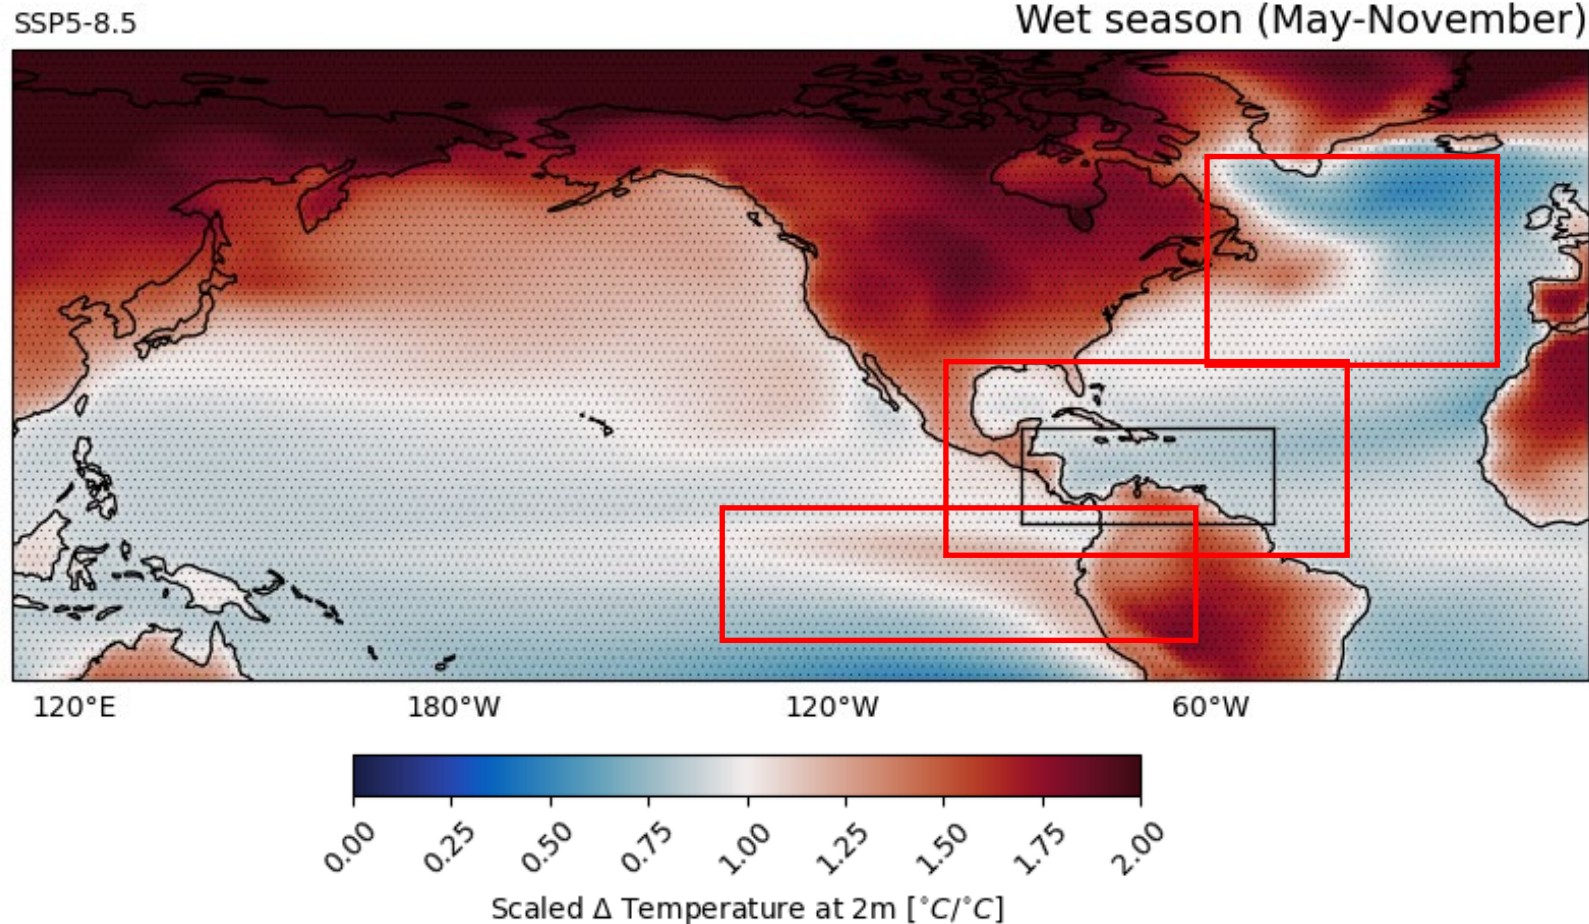 SSP5-8.5
Wet season (May-November)
120°E 180°W 120°W 60°W
0.00 0.25 0.50 0.75 1.00 1.25 1.50 1.75 2.00
Scaled Δ Temperature at 2m [°C/°C]